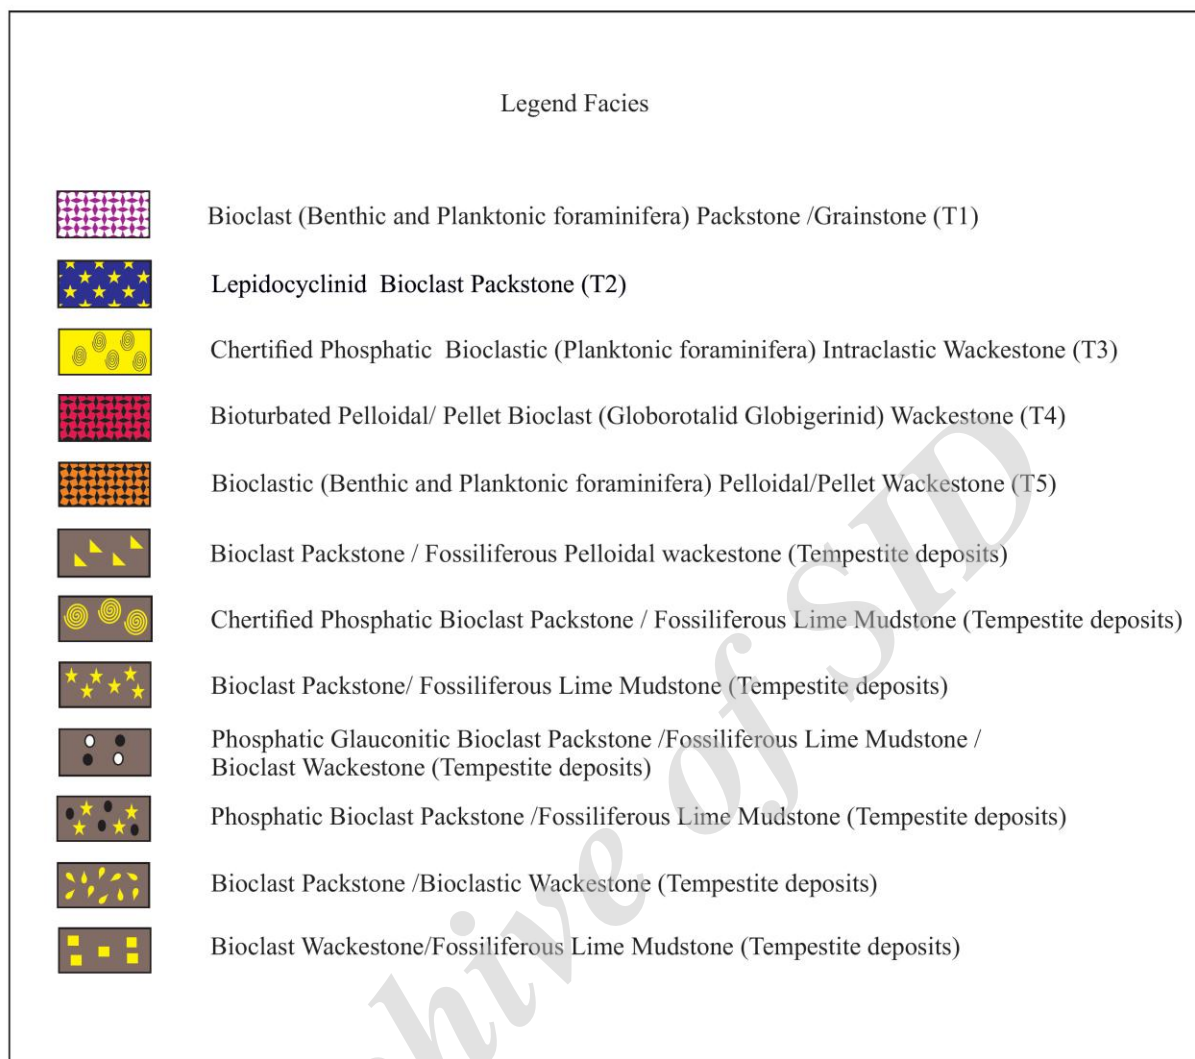 Legend Facies
Bioclast (Benthic and Planktonic foraminifera) Packstone /Grainstone (T1)
Lepidocyclinid Bioclast Packstone (T2)
Chertified Phosphatic Bioclastic (Planktonic foraminifera) Intraclastic Wackestone (T3)
Bioturbated Pelloidal/ Pellet Bioclast (Globorotalid Globigerinid) Wackestone (T4)
Bioclastic (Benthic and Planktonic foraminifera) Pelloidal/Pellet Wackestone (T5)
Bioclast Packstone / Fossiliferous Pelloidal wackestone (Tempestite deposits)
Chertified Phosphatic Bioclast Packstone / Fossiliferous Lime Mudstone (Tempestite deposits)
Bioclast Packstone/ Fossiliferous Lime Mudstone (Tempestite deposits)
Phosphatic Glauconitic Bioclast Packstone /Fossiliferous Lime Mudstone /
Bioclast Wackestone (Tempestite deposits)
Phosphatic Bioclast Packstone /Fossiliferous Lime Mudstone (Tempestite deposits)
Bioclast Packstone /Bioclastic Wackestone (Tempestite deposits)
Bioclast Wackestone/Fossiliferous Lime Mudstone (Tempestite deposits)
hive of SID